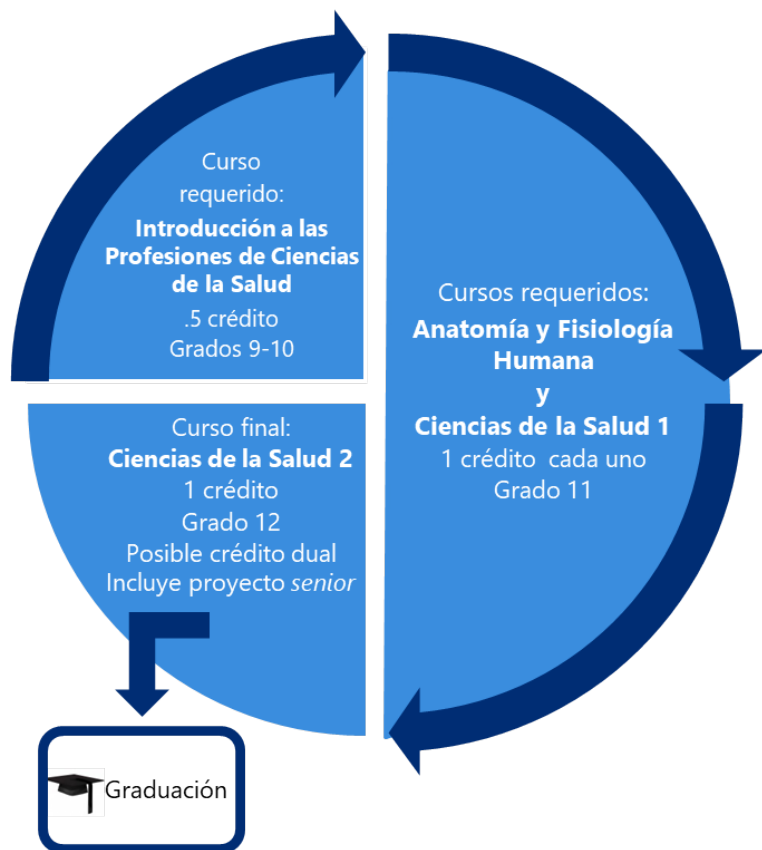 Curso
requerido:
Introducción a las
Profesiones de Ciencias
de la Salud
.5 crédito
Grados 9-10
Cursos requeridos:
Anatomía y Fisiología
Humana
y
Ciencias de la Salud 1
1 crédito cada uno
Grado 11
Curso final:
Ciencias de la Salud 2
1 crédito
Grado 12
Posible crédito dual
Incluye proyecto senior
Graduación